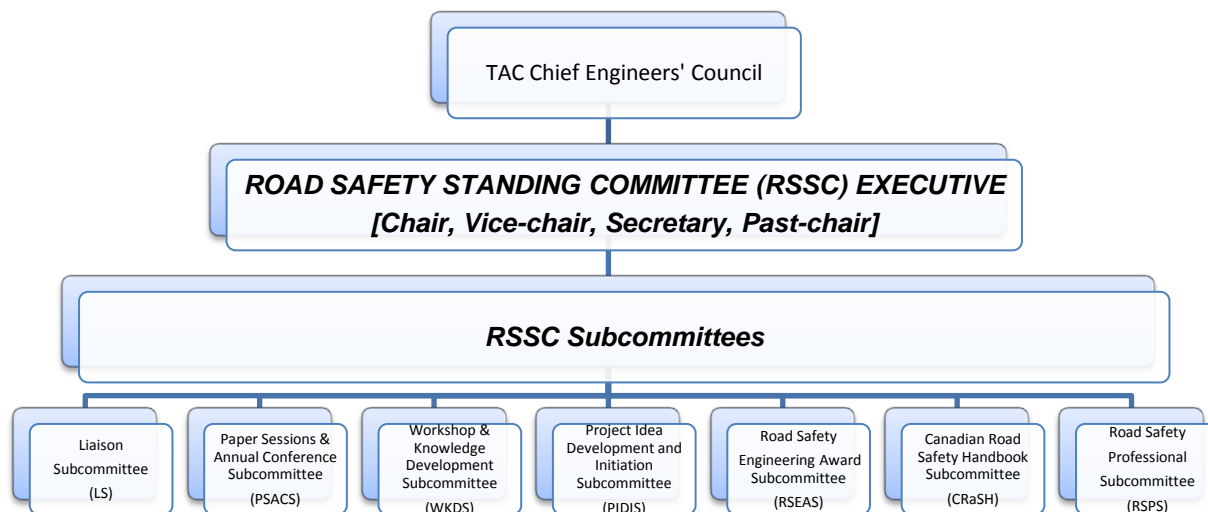 TAC Chief Engineers' Council
ROAD SAFETY STANDING COMMITTEE (RSSC) EXECUTIVE
[Chair, Vice-chair, Secretary, Past-chair]
RSSC Subcommittees
Liaison
Subcommittee
(LS)
Paper Sessions &
Annual Conference
Subcommittee
(PSACS)
Workshop &
Knowledge
Development
Subcommittee
(WKDS)
Project Idea
Development and
Initiation
Subcommittee
(PIDIS)
Road Safety
Engineering Award
Subcommittee
(RSEAS)
Canadian Road
Safety Handbook
Subcommittee
(CRaSH)
Road Safety
Professional
Subcommittee
(RSPS)